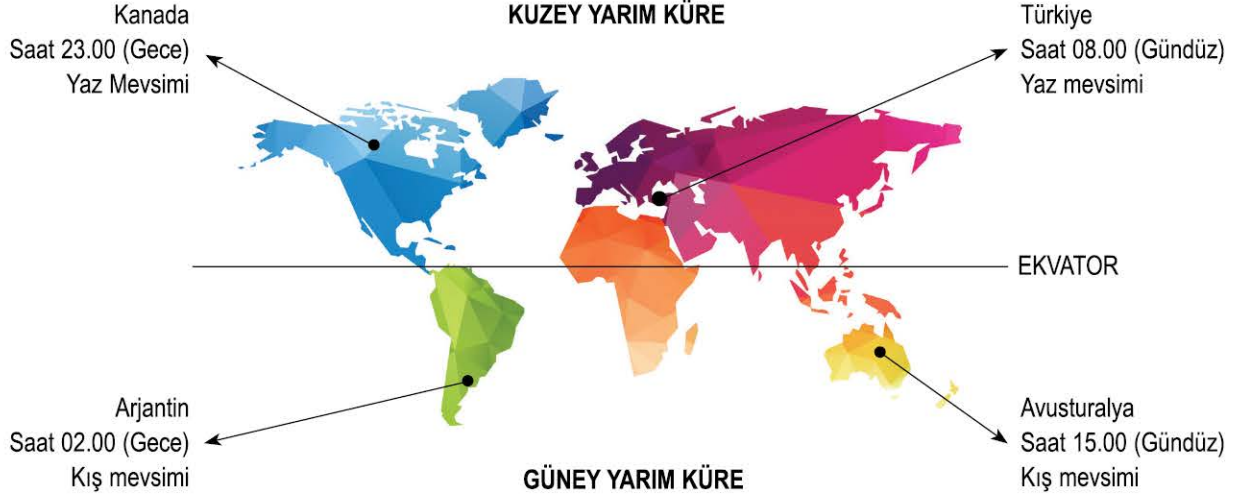 Kanada
Saat 23.00 (Gece)
Yaz Mevsimi
KUZEY YARIM KÜRE
Türkiye
Saat 08.00 (Gündüz)
Yaz mevsimi
EKVATOR
Arjantin
Saat 02.00 (Gece)
Kış mevsimi
GÜNEY YARIM KÜRE
Avusturalya
Saat 15.00 (Gündüz)
Kış mevsimi